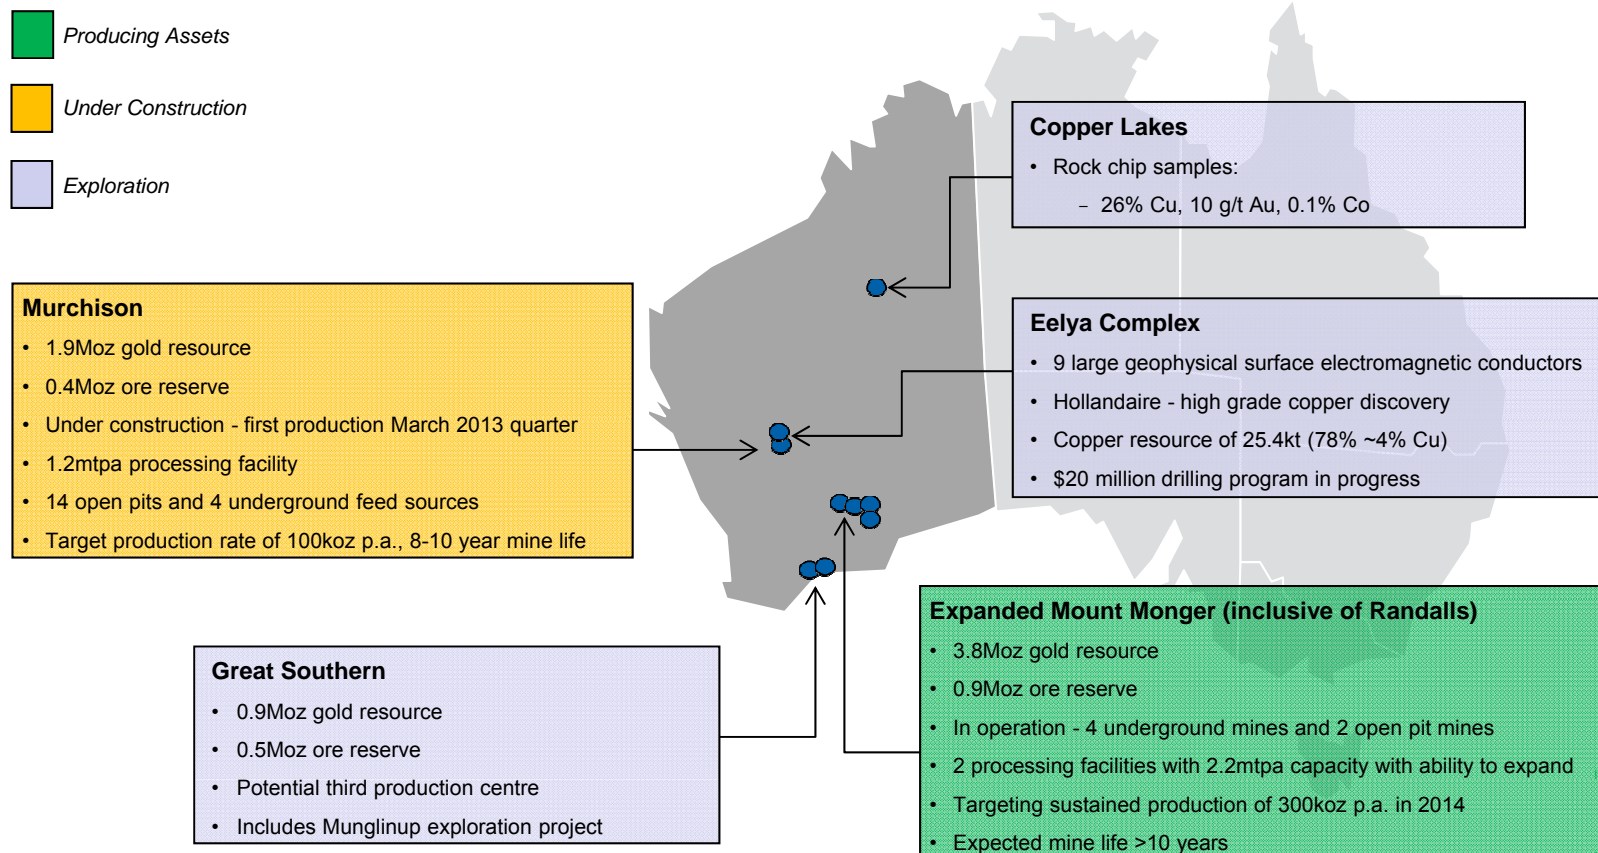 Producing Assets
Under Construction
Exploration
Copper Lakes
• Rock chip samples:
– 26% Cu, 10 g/t Au, 0.1% Co
Murchison
• 1.9Moz gold resource
• 0.4Moz ore reserve
• Under construction - first production March 2013 quarter
• 1.2mtpa processing facility
• 14 open pits and 4 underground feed sources
• Target production rate of 100koz p.a., 8-10 year mine life
Eelya Complex
• 9 large geophysical surface electromagnetic conductors
• Hollandaire - high grade copper discovery
• Copper resource of 25.4kt (78% ~4% Cu)
• $20 million drilling program in progress
Great Southern
• 0.9Moz gold resource
• 0.5Moz ore reserve
• Potential third production centre
• Includes Munglinup exploration project
Expanded Mount Monger (inclusive of Randalls)
• 3.8Moz gold resource
• 0.9Moz ore reserve
• In operation - 4 underground mines and 2 open pit mines
• 2 processing facilities with 2.2mtpa capacity with ability to expand
• Targeting sustained production of 300koz p.a. in 2014
• Expected mine life >10 years